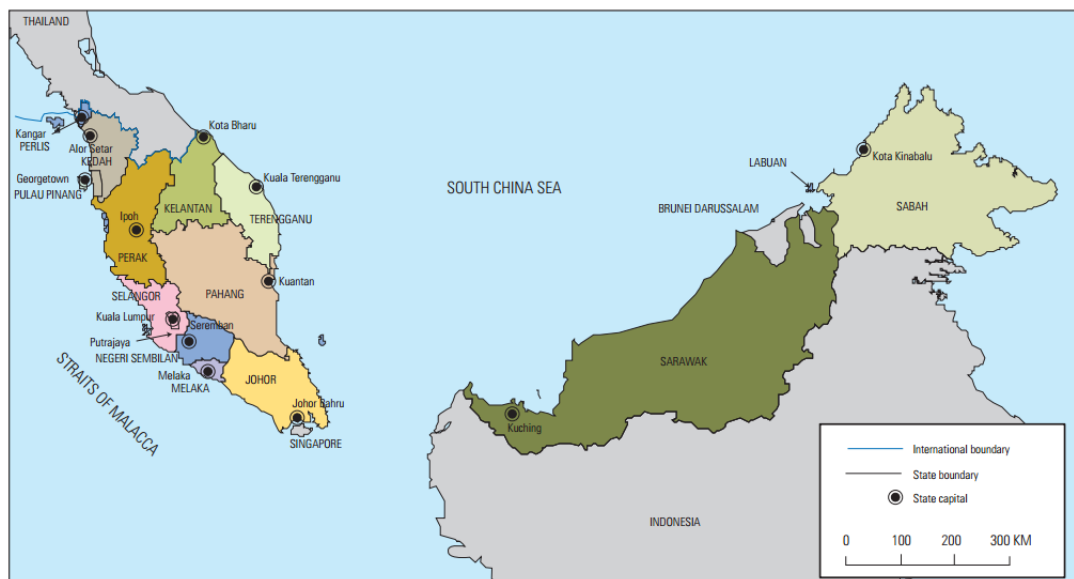 THAILAND
Kangar
PERLIS
Alor Setar
KEDAH
Georgetown
PULAU PINANG
Kota Bharu
Kuala Terengganu
KELANTAN
TERENGGANU
Ipoh
PERAK
Kuantan
PAHANG
SELANGOR
Kuala Lumpur
Seremban
Putrajaya
NEGERI SEMBILAN
Melaka
MELAKA
JOHOR
Johor Bahru
SINGAPORE
STRAITS OF MALACCA
SOUTH CHINA SEA
LABUAN
Kota Kinabalu
SABAH
BRUNEI DARUSSALAM
SARAWAK
Kuching
INDONESIA
International boundary
State boundary
State capital
0 100 200 300 KM